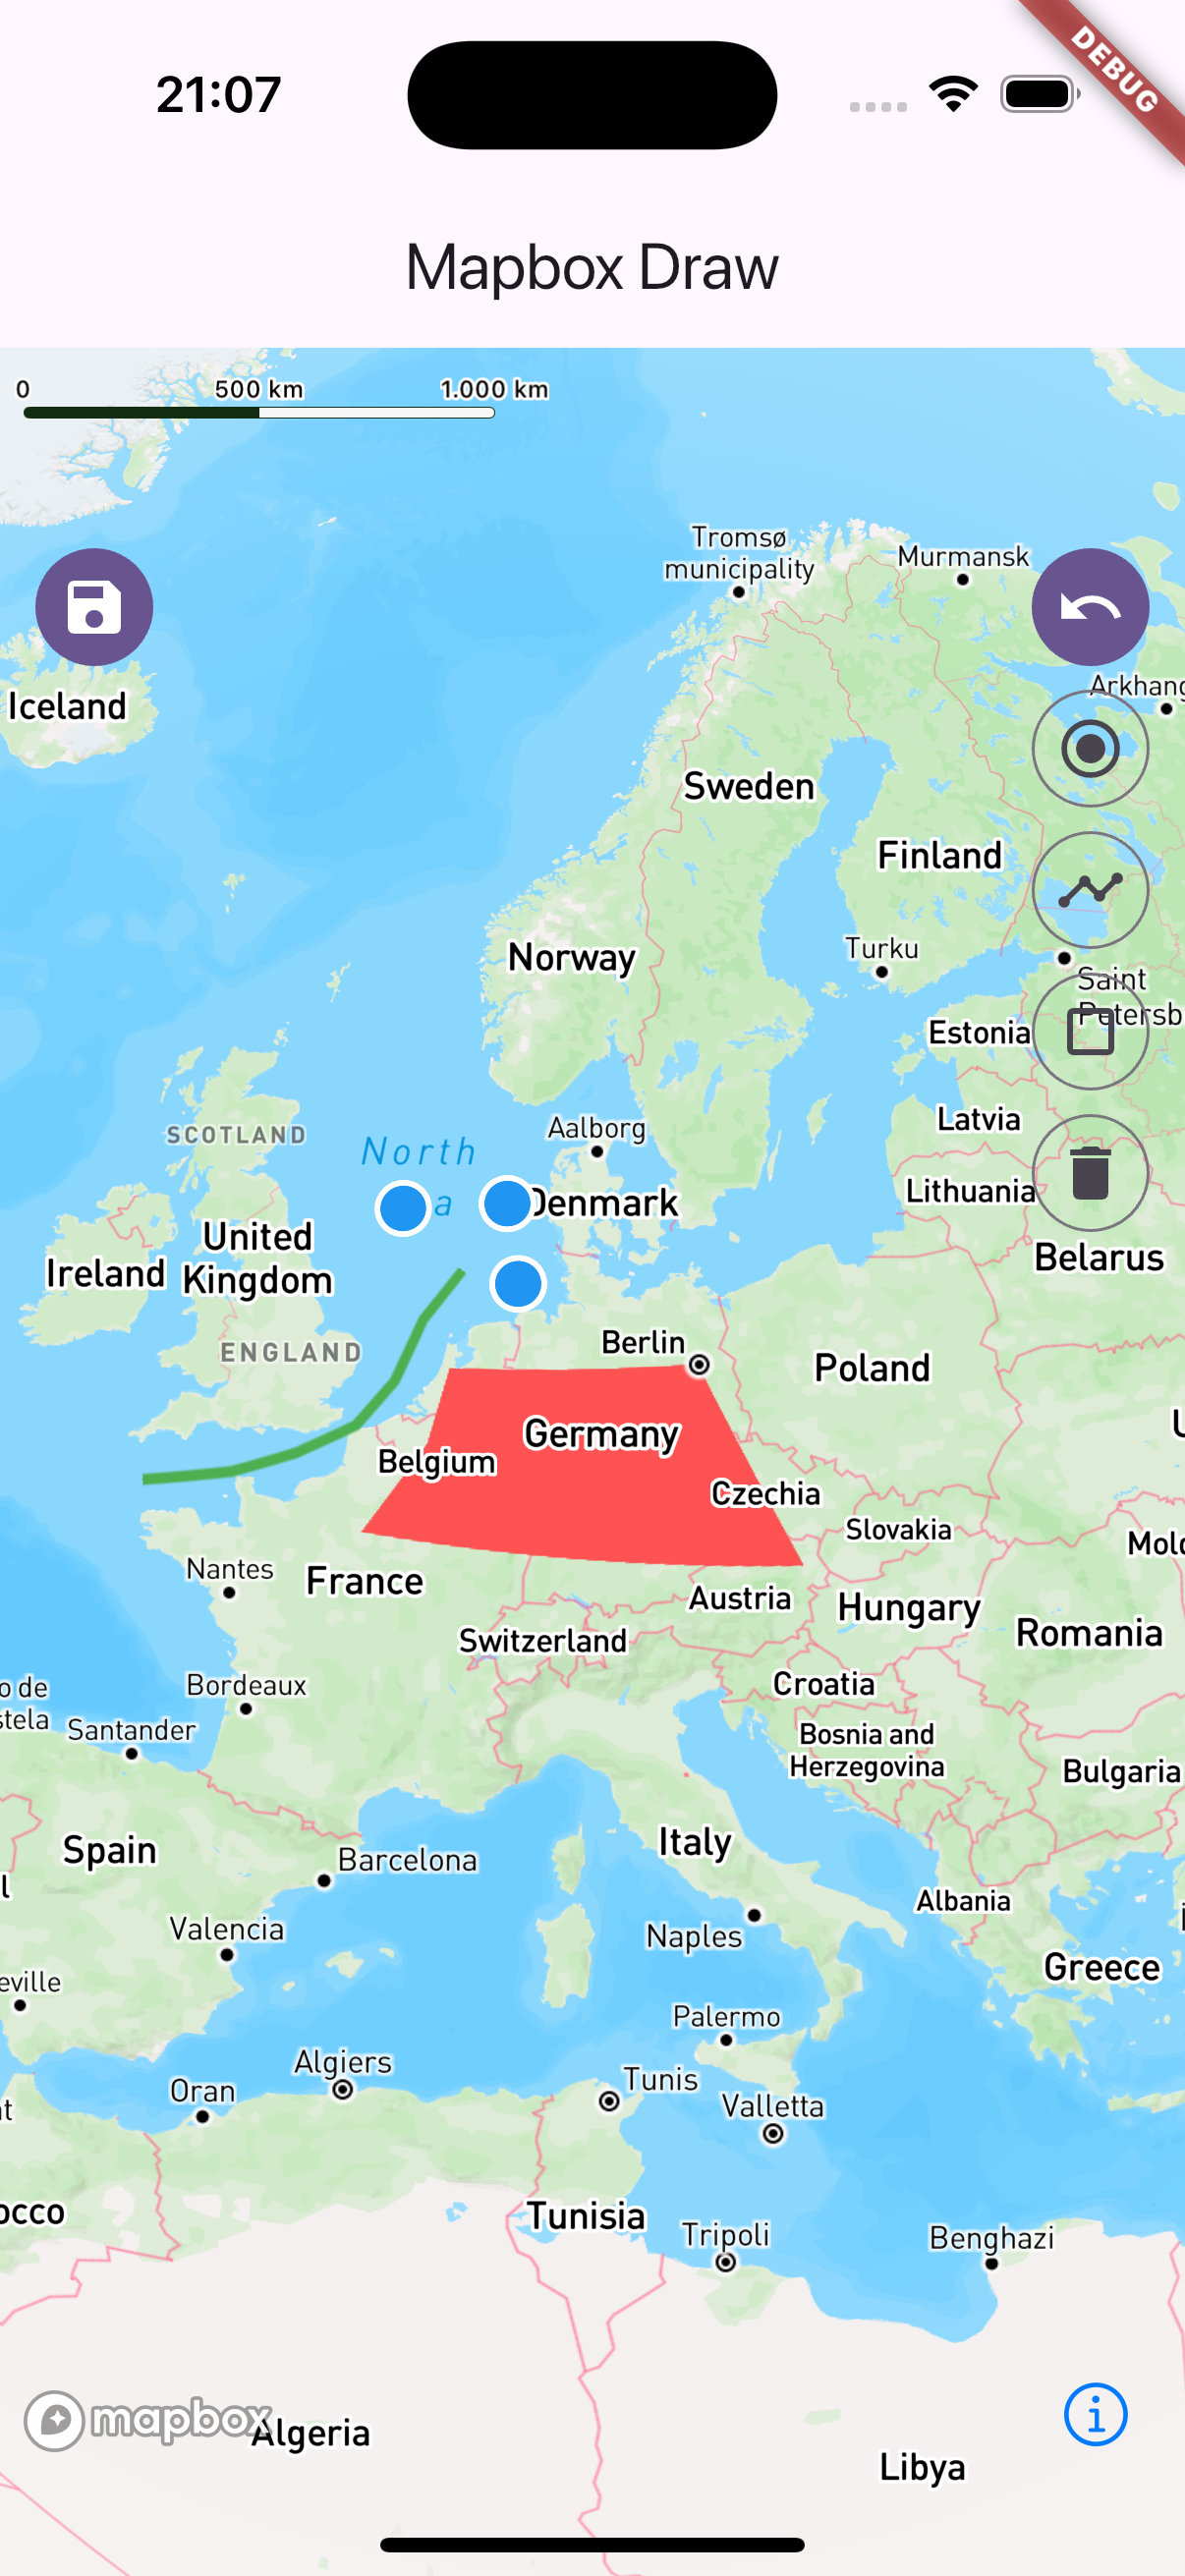 21:07
DEBUG
Mapbox Draw
0 500 km 1.000 km
Tromsø
municipality
Murmansk
Arkhang
Iceland
Sweden
Finland
Norway
Turku
Saint
Petersb
Estonia
SCOTLAND
North
a
Aalborg
Latvia
Denmark
Lithuania
United
Kingdom
Ireland
Belarus
ENGLAND
Berlin
Poland
Germany
Belgium
Czechia
Slovakia
Mold
Nantes
France
Austria
Hungary
Romania
Switzerland
o de
stela
Bordeaux
Croatia
Santander
Bosnia and
Herzegovina
Bulgaria
Spain
Italy
Barcelona
Albania
Valencia
Naples
Greece
eville
Palermo
Algiers
Tunis
Oran
Valletta
occo
Tunisia
Tripoli
Benghazi
mapbox
Algeria
Libya